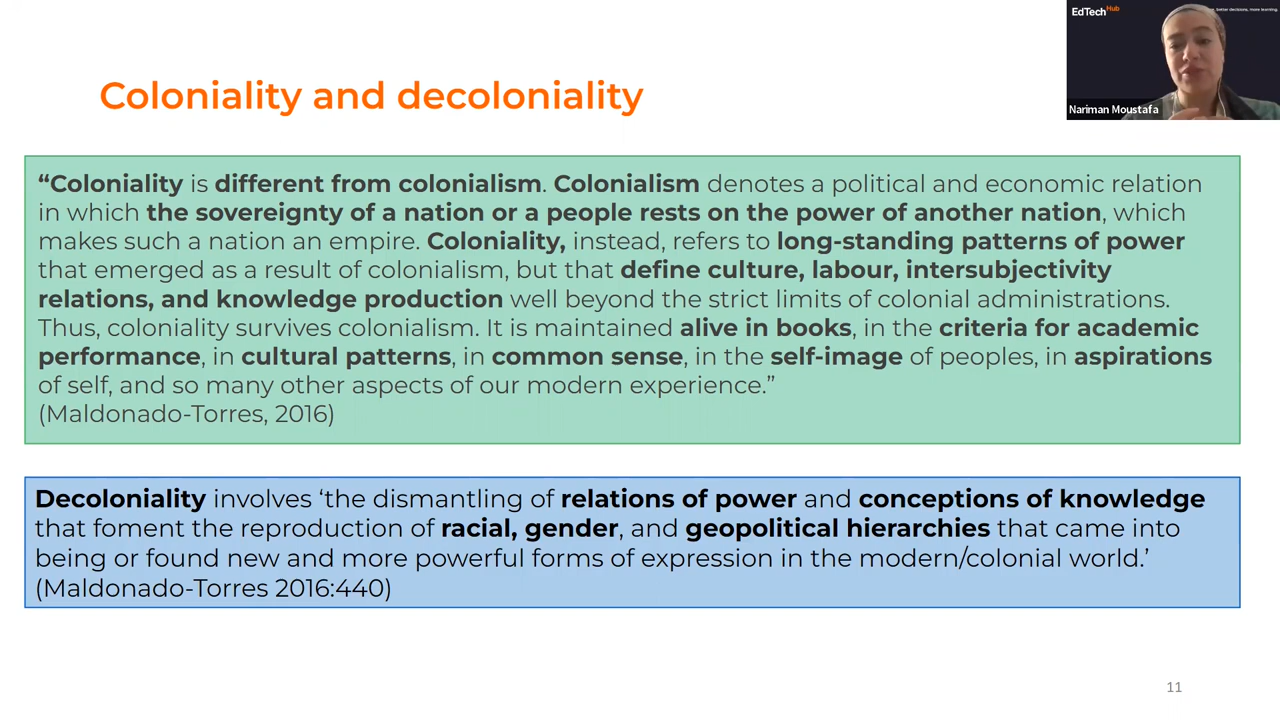 EdTech Hub
better decisions, more learning.
Nariman Moustafa
Coloniality and decoloniality
“Coloniality is different from colonialism. Colonialism denotes a political and economic relation
in which the sovereignty of a nation or a people rests on the power of another nation, which
makes such a nation an empire. Coloniality, instead, refers to long-standing patterns of power
that emerged as a result of colonialism, but that define culture, labour, intersubjectivity
relations, and knowledge production well beyond the strict limits of colonial administrations.
Thus, coloniality survives colonialism. It is maintained alive in books, in the criteria for academic
performance, in cultural patterns, in common sense, in the self-image of peoples, in aspirations
of self, and so many other aspects of our modern experience.”
(Maldonado-Torres, 2016)
Decoloniality involves ‘the dismantling of relations of power and conceptions of knowledge
that foment the reproduction of racial, gender, and geopolitical hierarchies that came into
being or found new and more powerful forms of expression in the modern/colonial world.’
(Maldonado-Torres 2016:440)
11